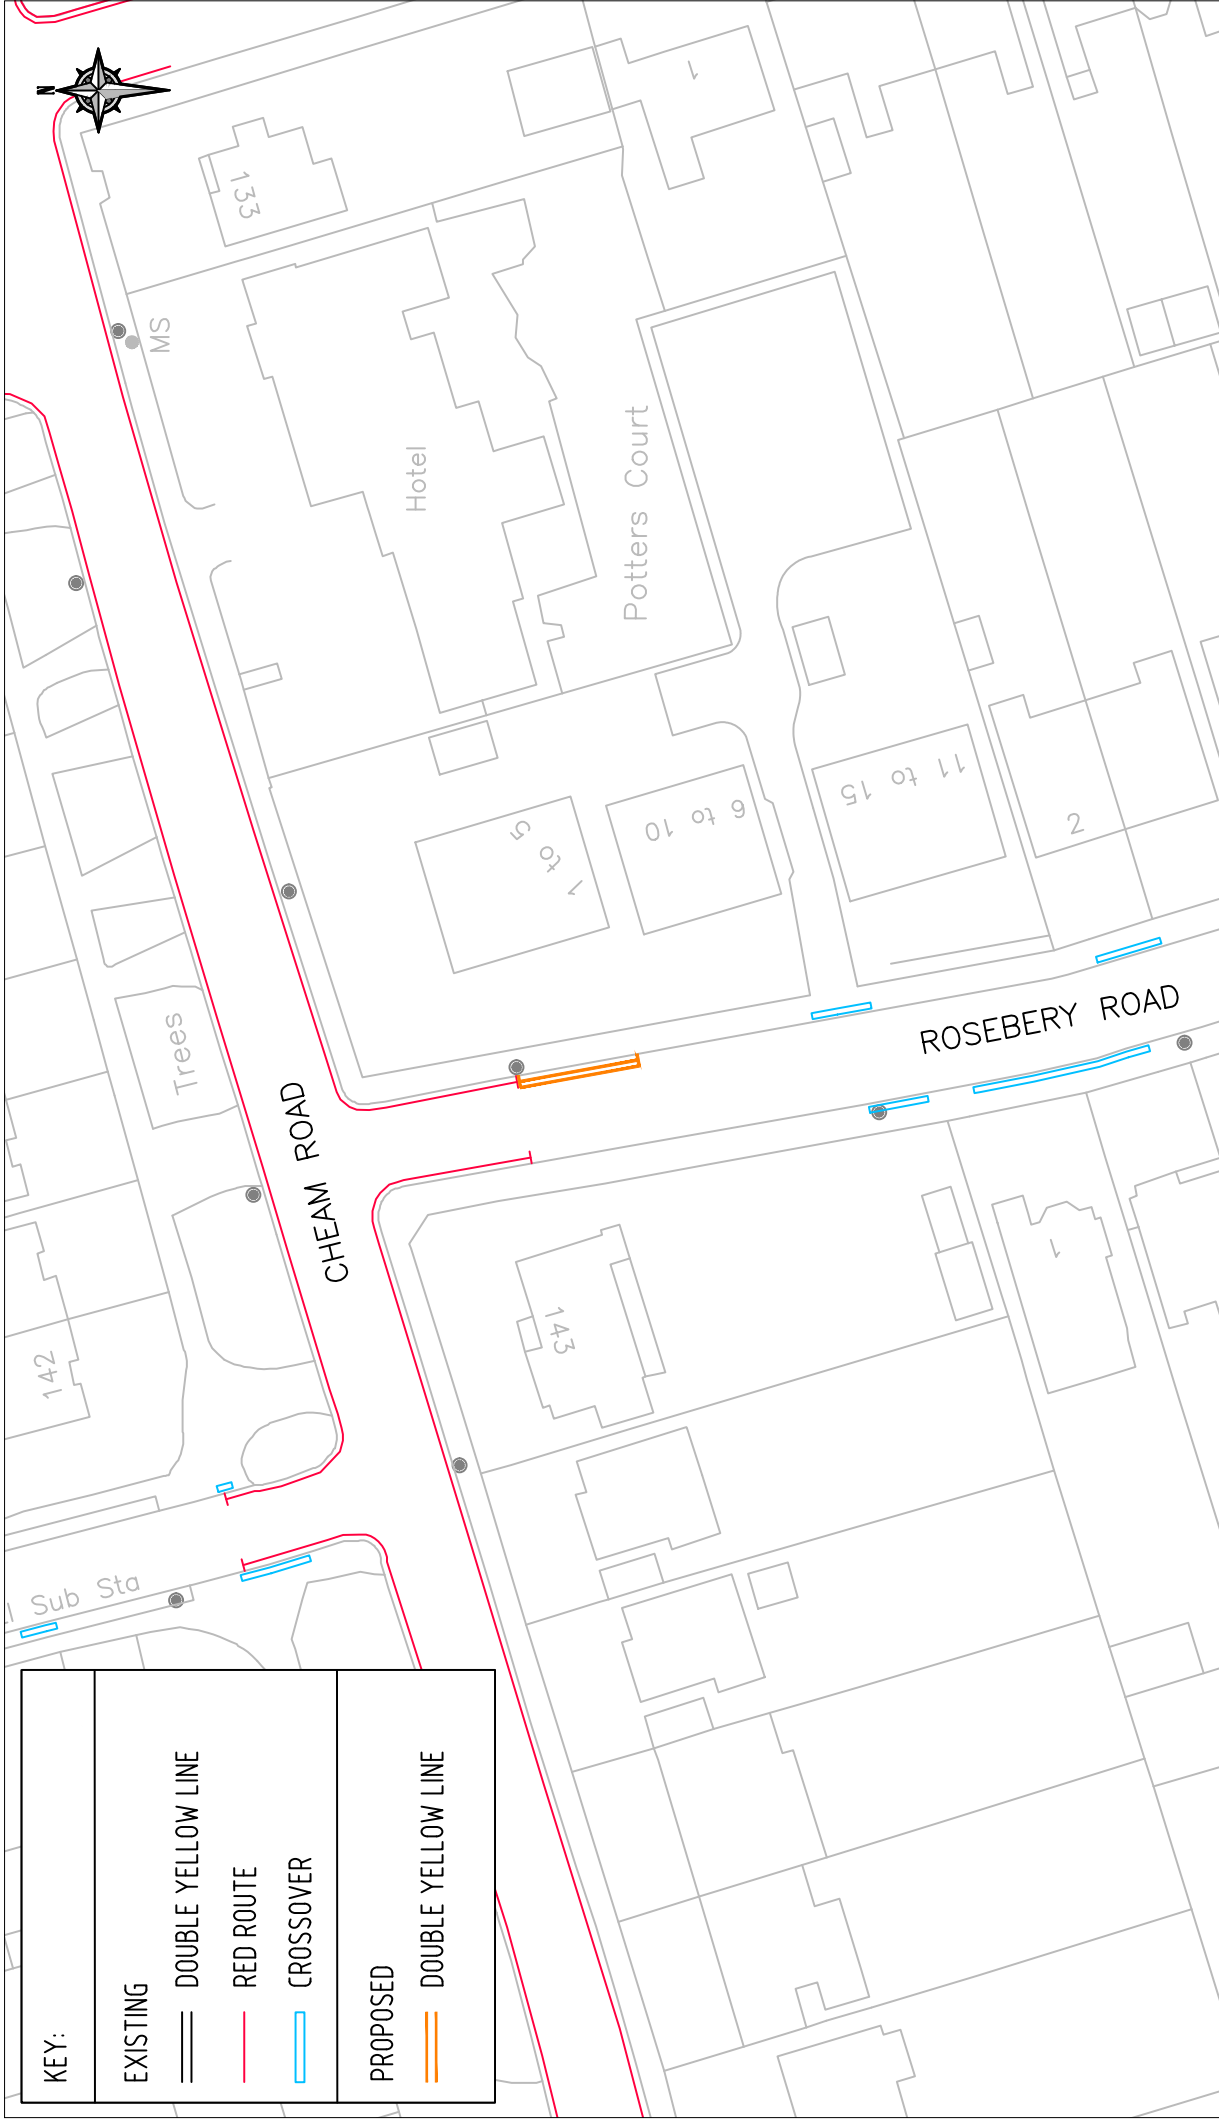 N
133
1
MS
Hotel
Potters Court
1 to 5
6 to 10
11 to 15
2
Trees
CHEAM ROAD
ROSEBERY ROAD
142
143
1
El Sub Sta
KEY:
EXISTING
DOUBLE YELLOW LINE
RED ROUTE
CROSSOVER
PROPOSED
DOUBLE YELLOW LINE